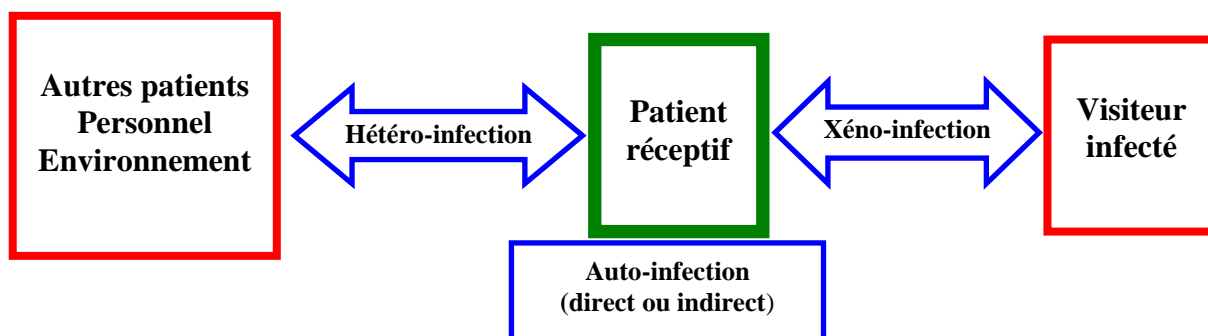 Autres patients
Personnel
Environnement
Hétéro-infection
Patient
réceptif
Xéno-infection
Visiteur
infecté
Auto-infection
(direct ou indirect)